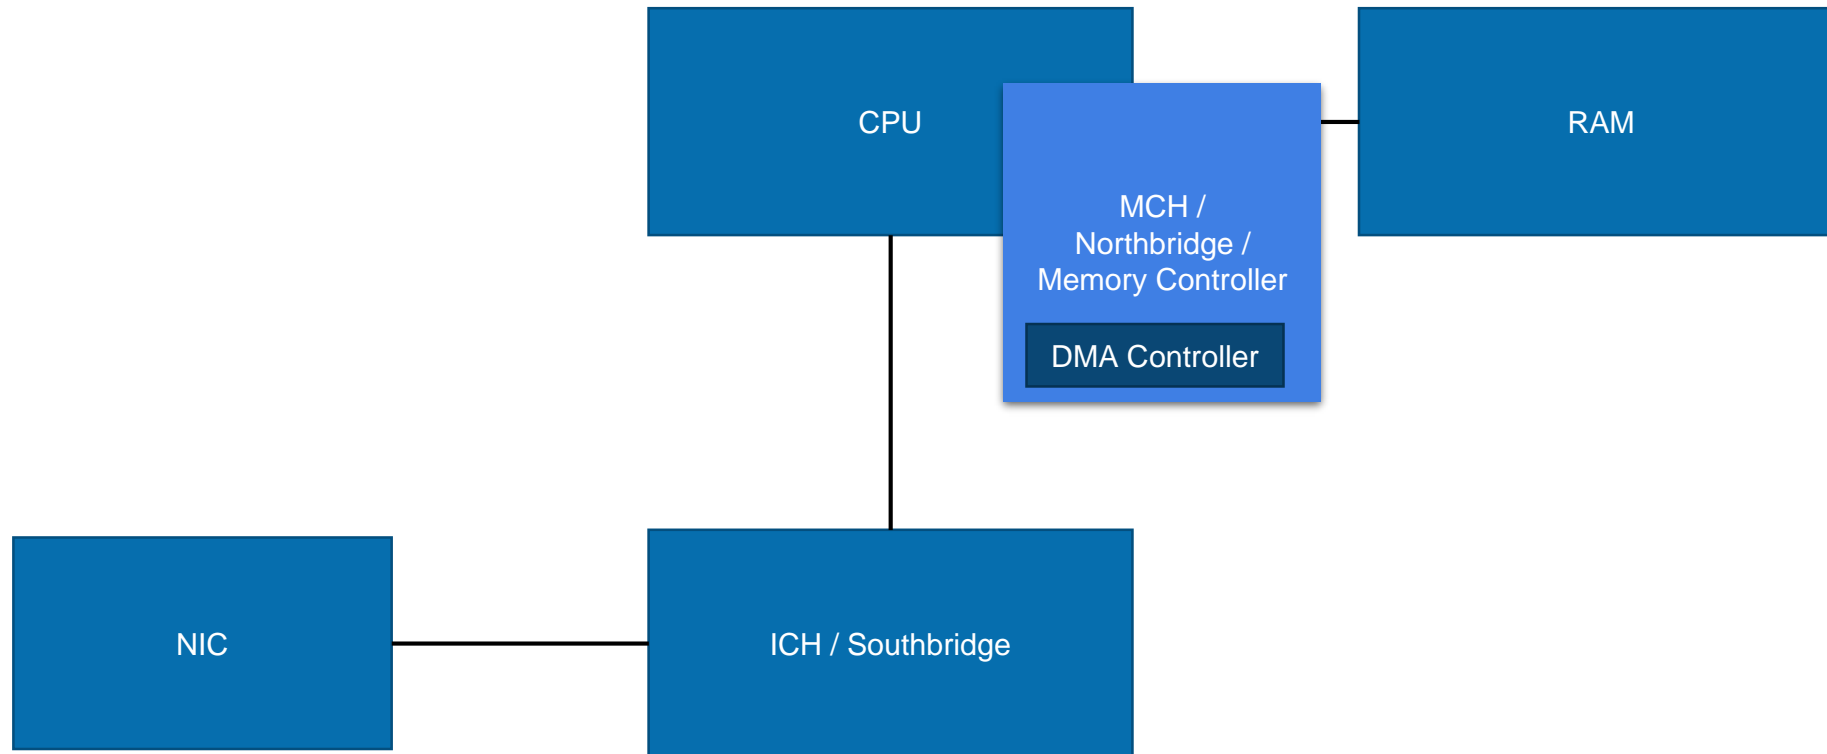 CPU
RAM
MCH /
Northbridge /
Memory Controller
DMA Controller
NIC
ICH / Southbridge